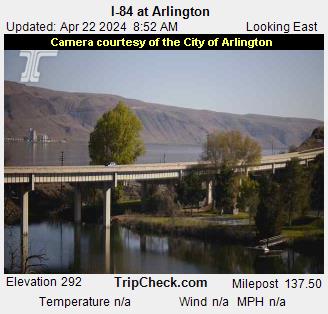 I-84 at Arlington
Updated: Apr 22 2024 8:52 AM Looking East
Camera courtesy of the City of Arlington
Elevation 292 TripCheck.com Milepost 137.50
Temperature n/a Wind n/a MPH n/a